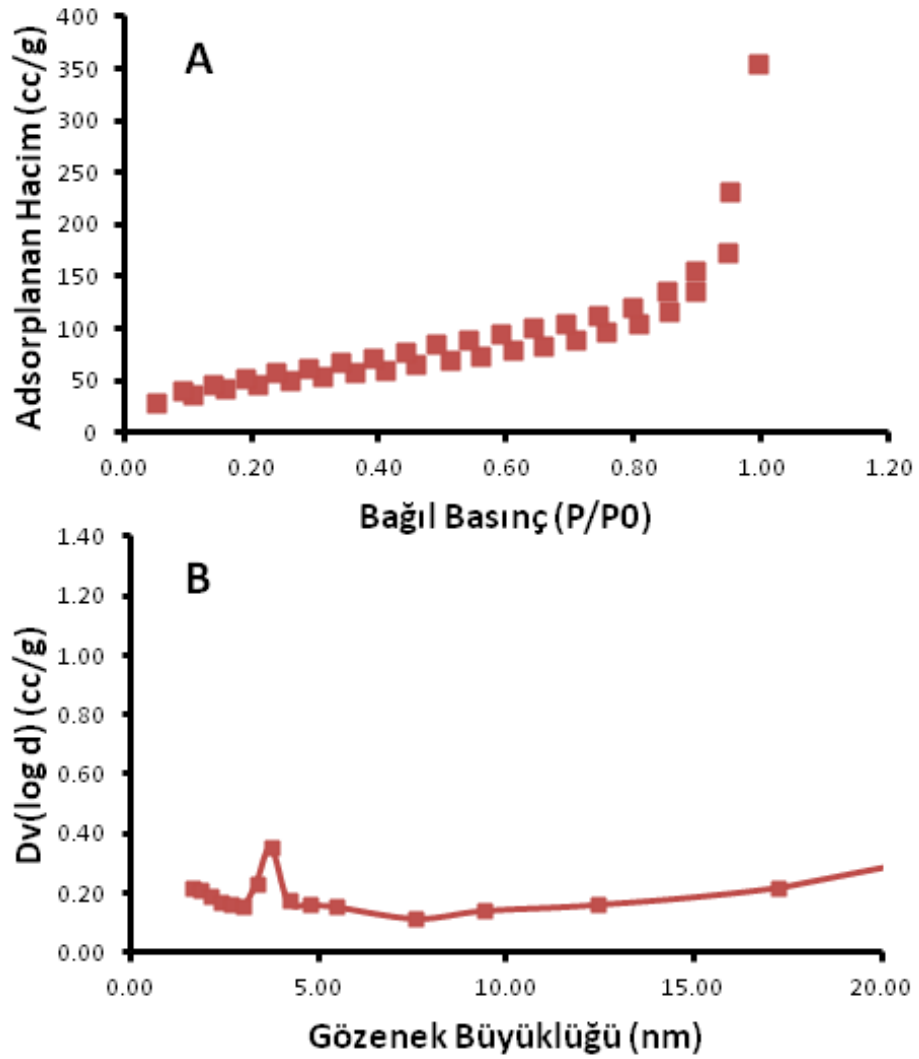 A
Adsorplanan Hacim (cc/g)
400
350
300
250
200
150
100
50
0
0.00 0.20 0.40 0.60 0.80 1.00 1.20
Bağıl Basınç (P/P0)
B
Dv(log d) (cc/g)
1.40
1.20
1.00
0.80
0.60
0.40
0.20
0.00
0.00 5.00 10.00 15.00 20.00
Gözenek Büyüklüğü (nm)